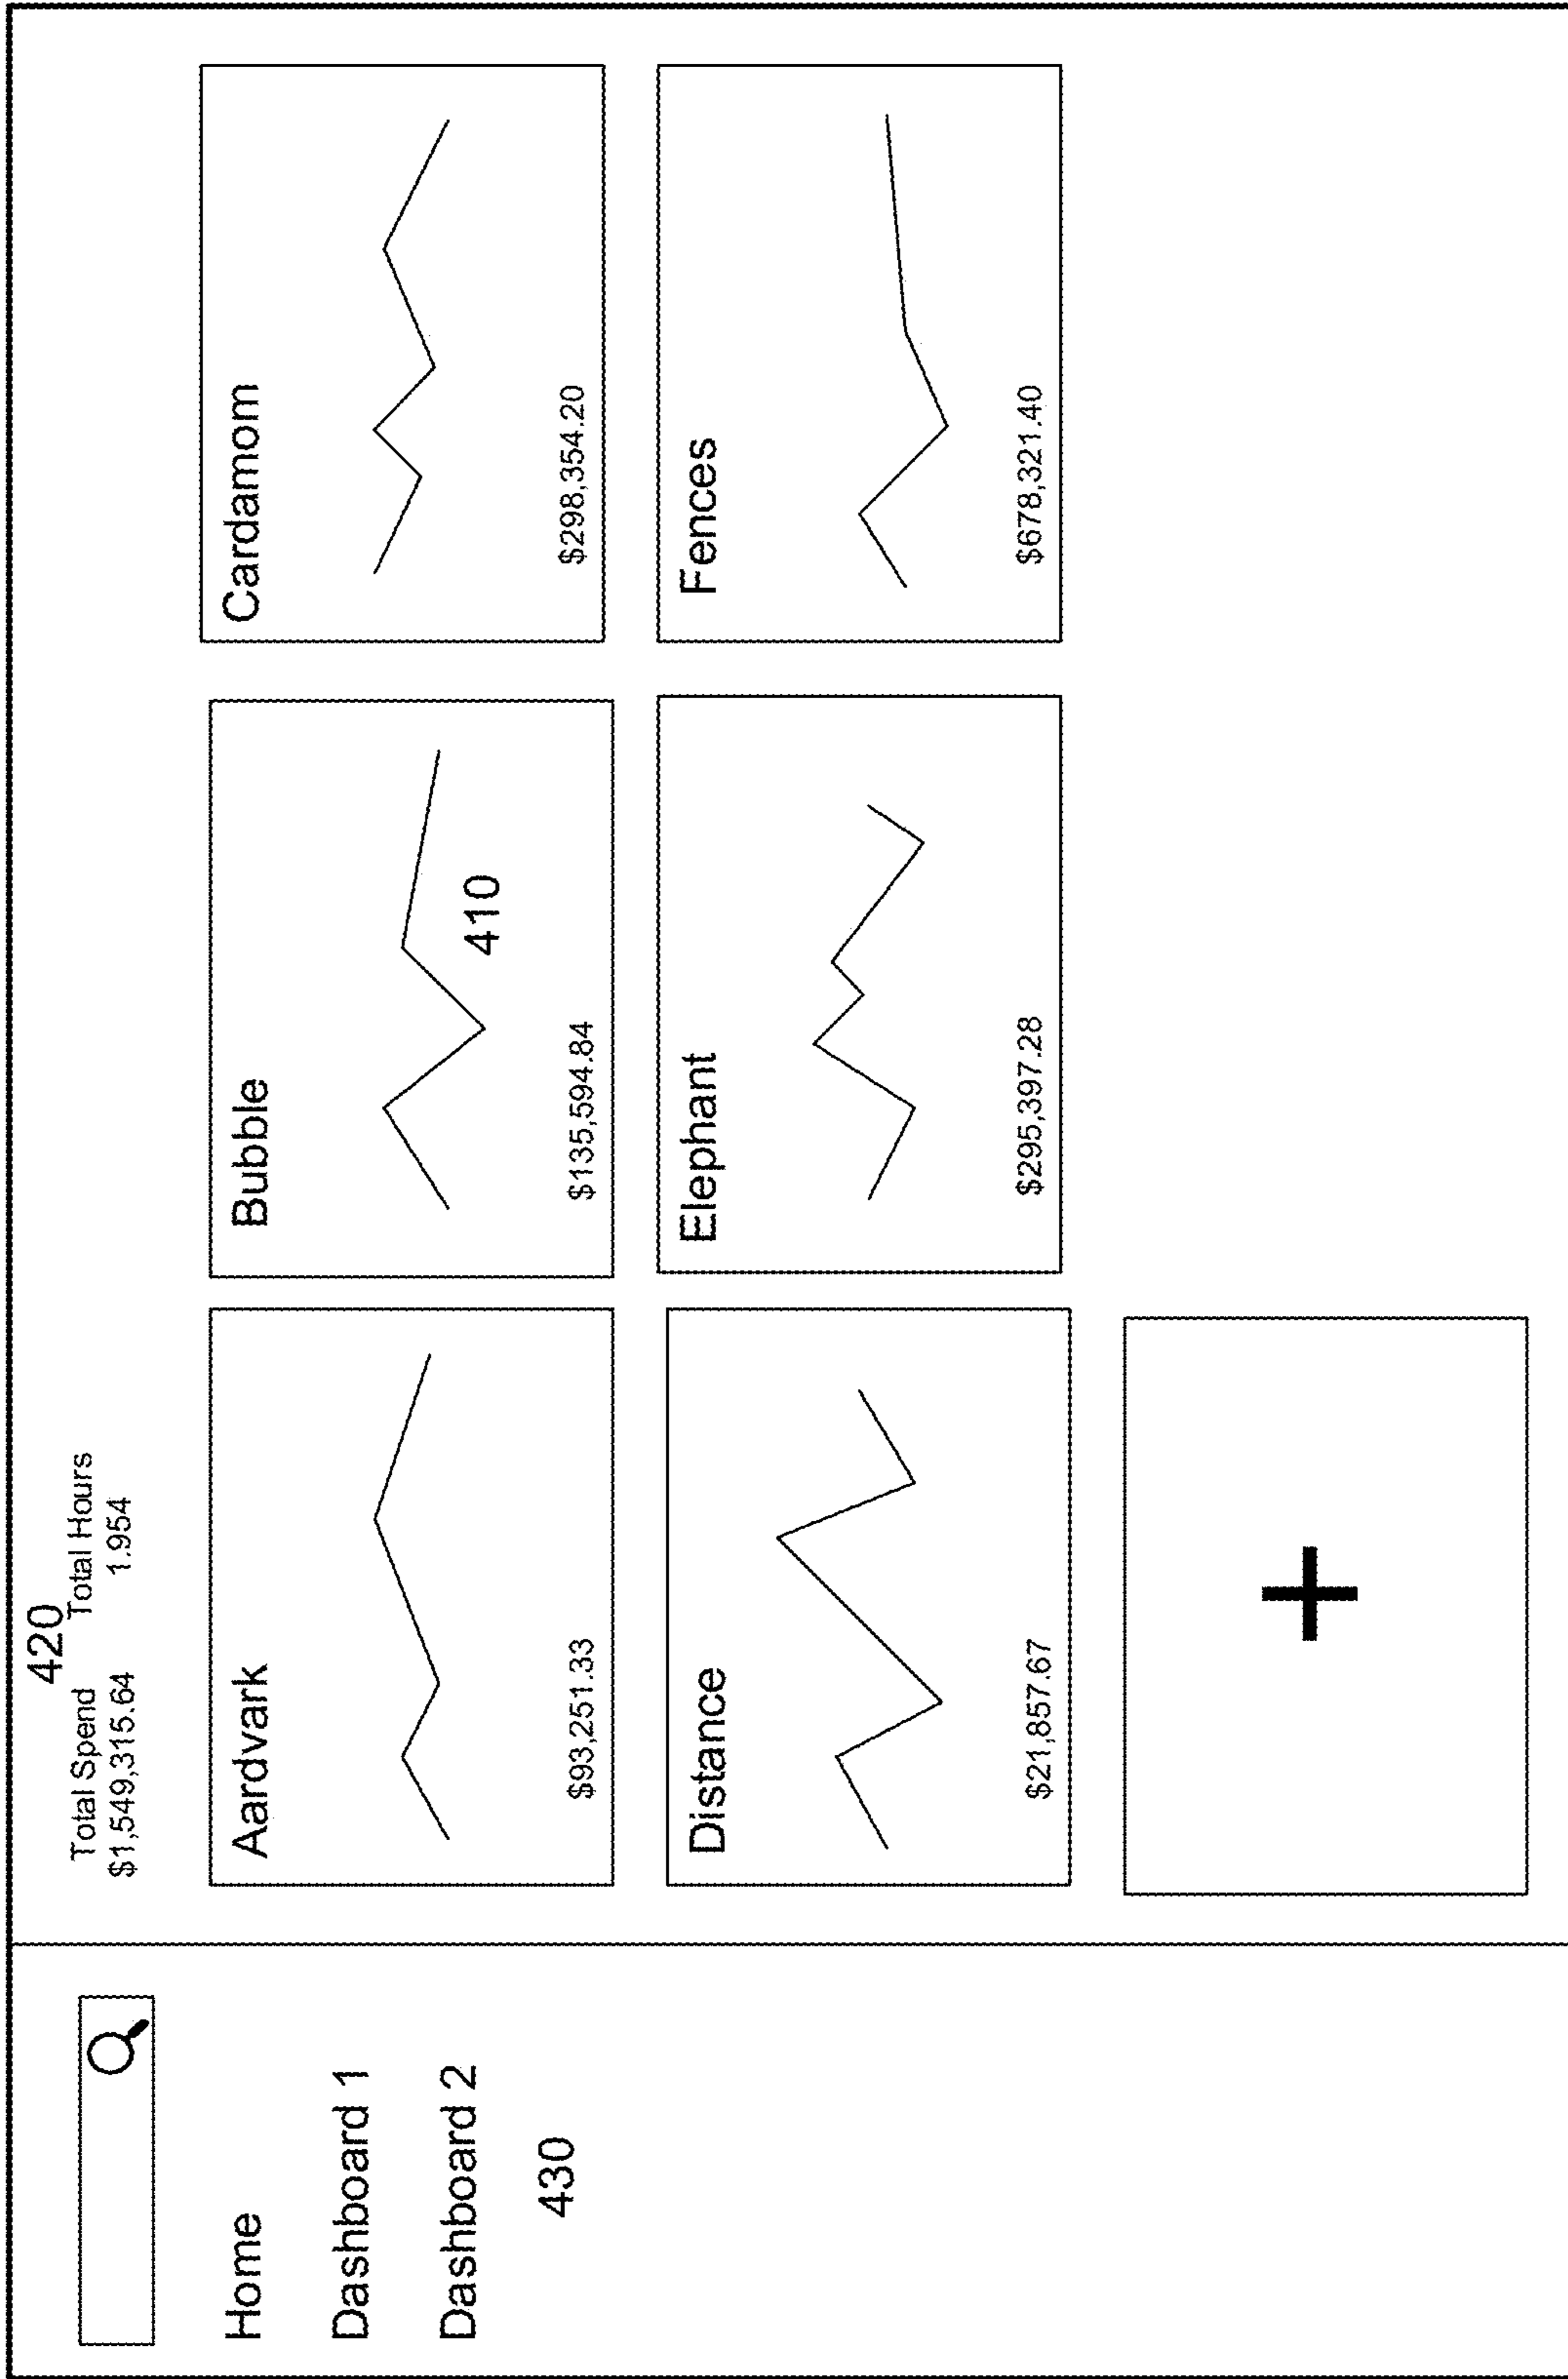 420
Total Spend Total Hours
$1,549,315.64 1.954
Home
Dashboard 1
Dashboard 2
430
Aardvark
$93,251.33
Bubble
410
$135,594.84
Cardamom
$298,354.20
Distance
$21,857.67
Elephant
$295,397.28
Fences
$678,321.40
+